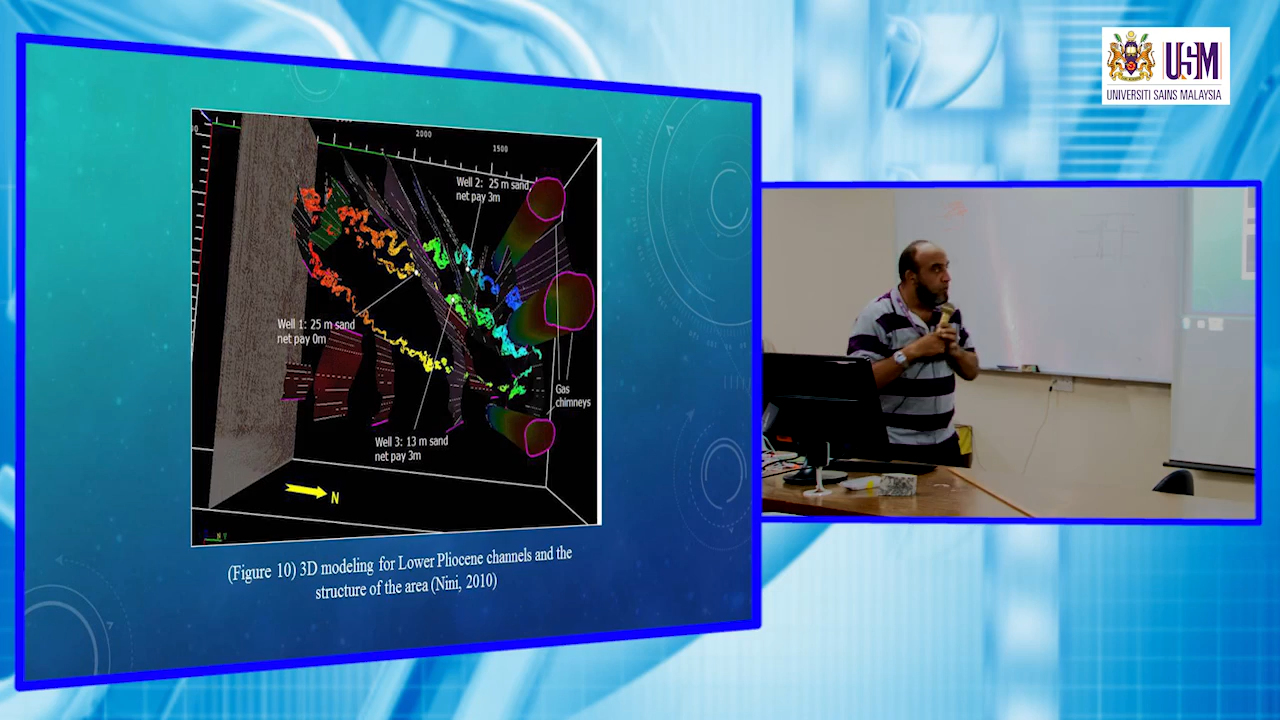 USM
UNIVERSITI SAINS MALAYSIA
2000
1500
Well 2: 25 m sand,
net pay 3m
Well 1: 25 m sand
net pay 0m
Gas
chimneys
Well 3: 13 m sand
net pay 3m
N
(Figure 10) 3D modeling for Lower Pliocene channels and the
structure of the area (Nini, 2010)